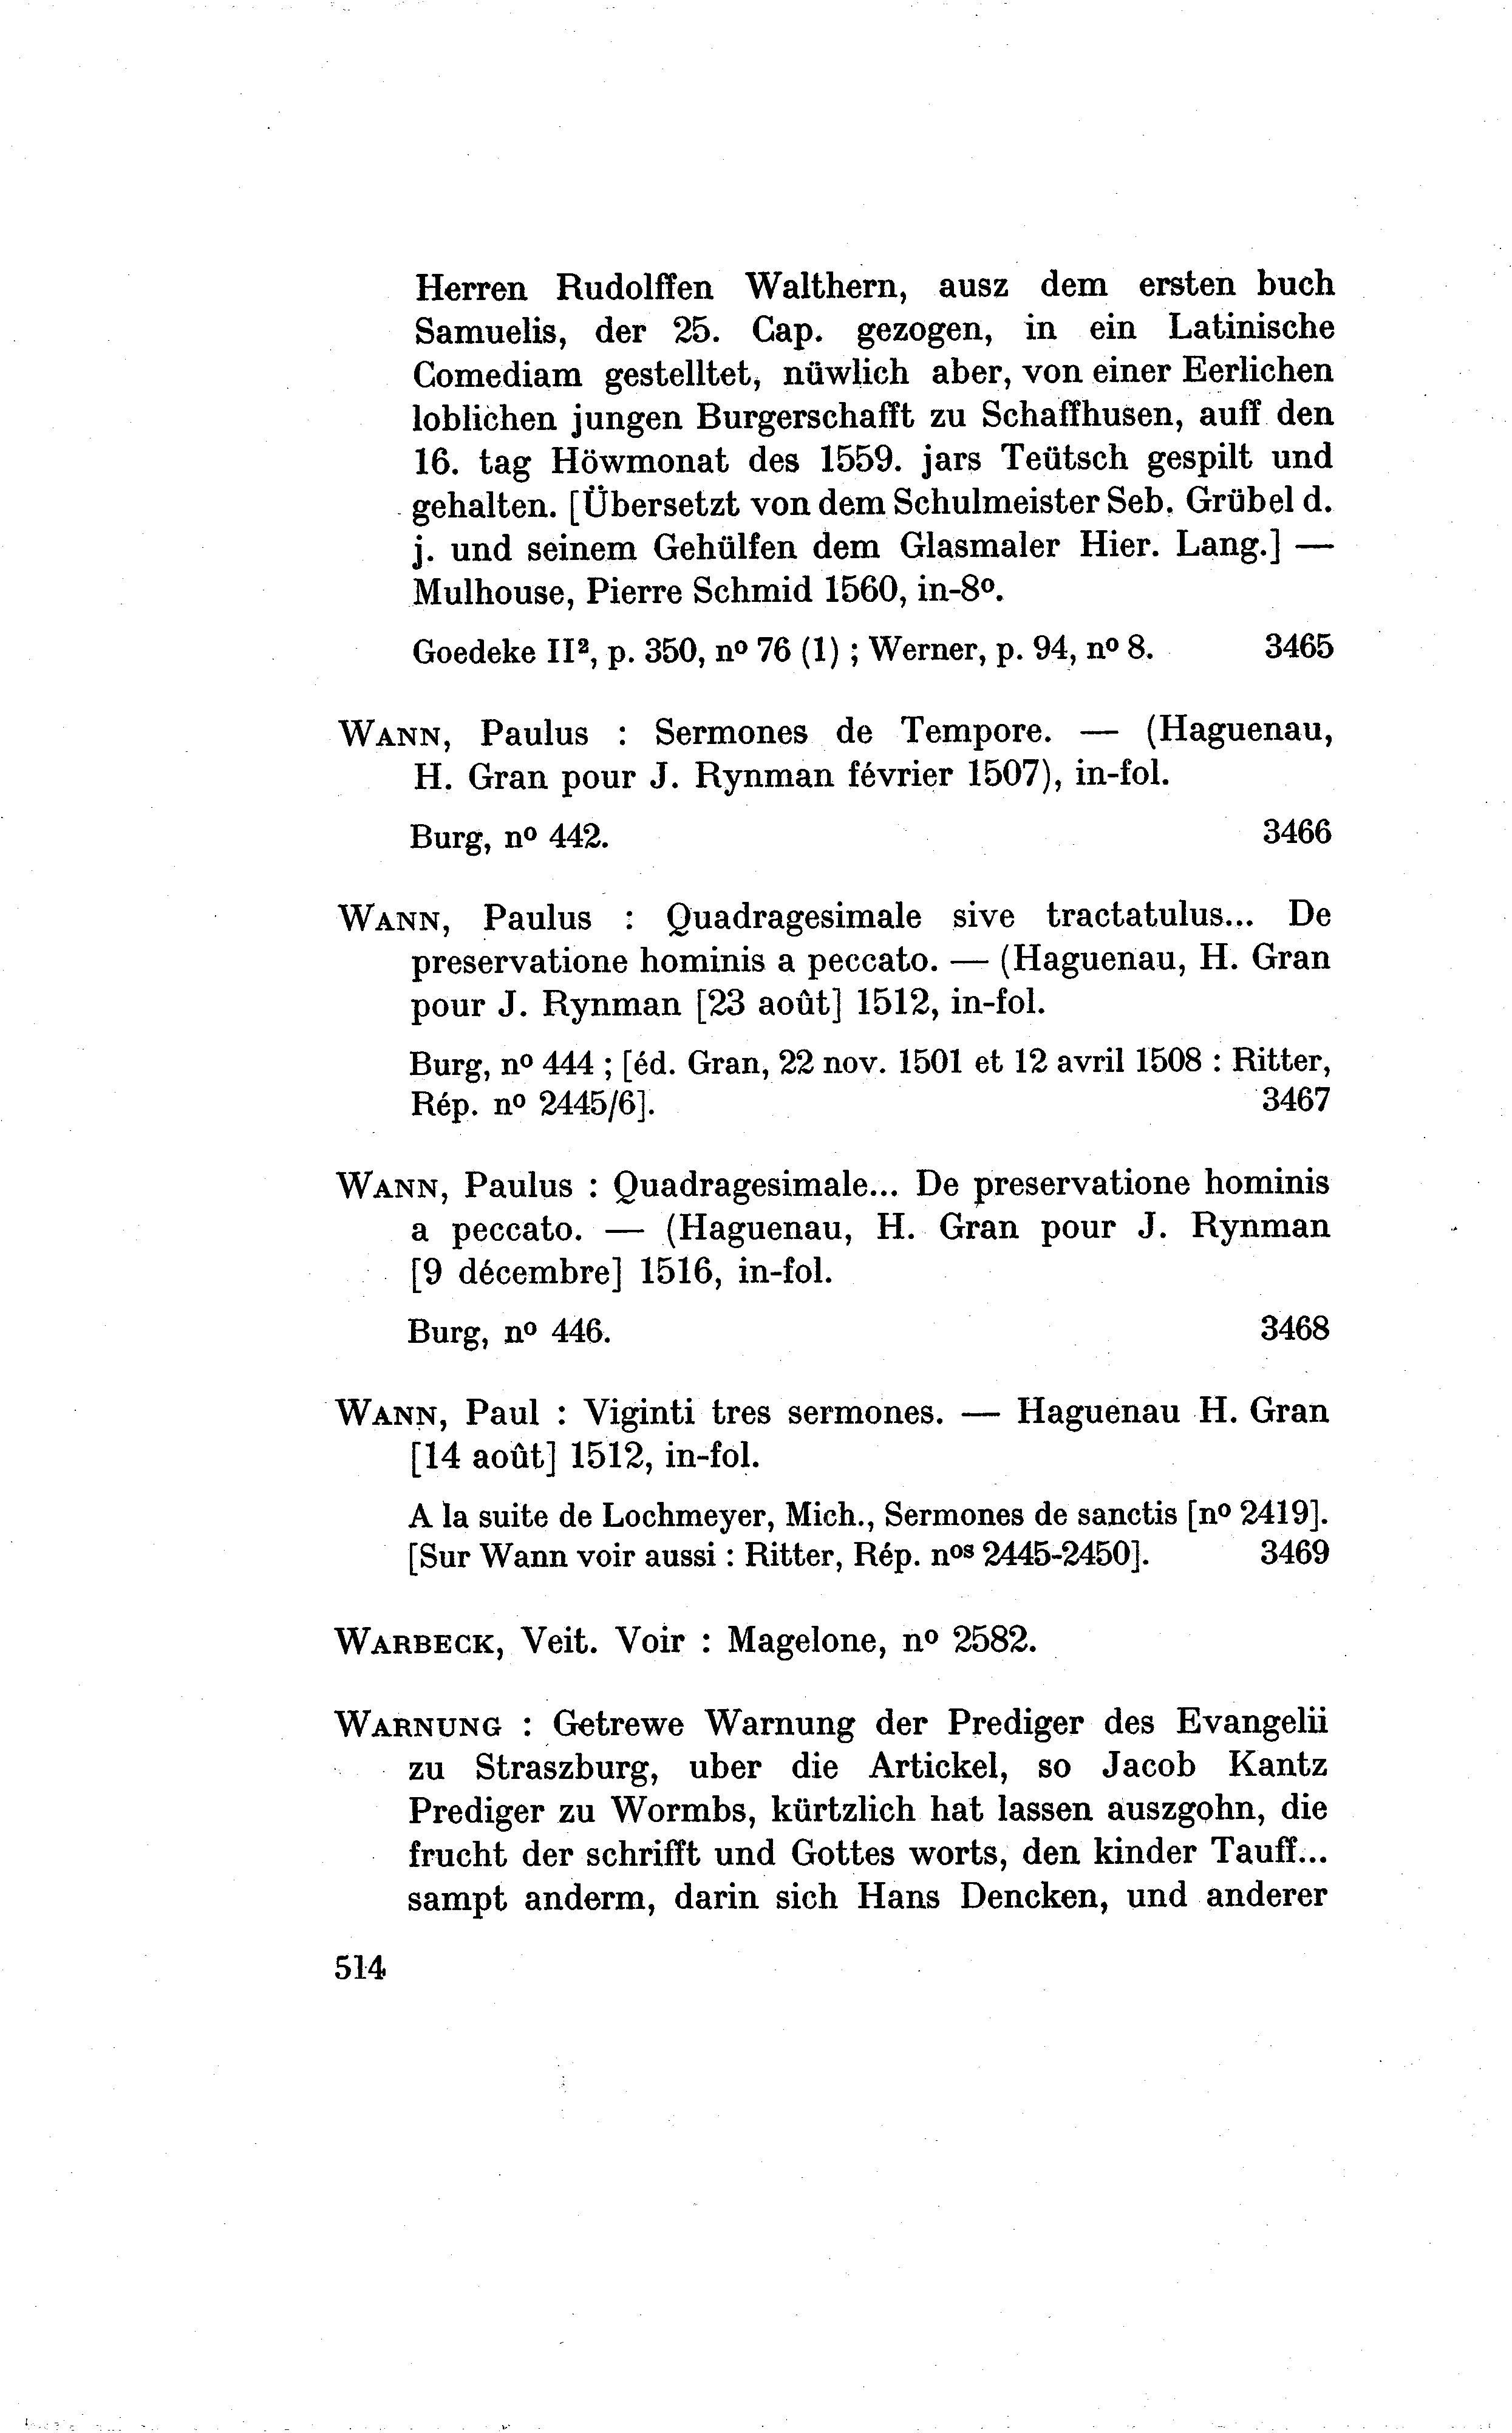 Herren Rudolffen Walthern, ausz dem ersten buch
Samuelis, der 25. Cap. gezogen, in ein Latinische
Comediam gestelltet, nüwlich aber, von einer Eerlichen
loblichen jungen Burgerschafft zu Schaffhusen, auff den
16. tag Höwmonat des 1559. jars Teütsch gespilt und
gehalten. [Übersetzt von dem Schulmeister Seb. Grübel d.
j. und seinem Gehülfen dem Glasmaler Hier. Lang.] —
Mulhouse, Pierre Schmid 1560, in-8º.
Goedeke II², p. 350, nº 76 (1) ; Werner, p. 94, nº 8. 3465
WANN, Paulus : Sermones de Tempore. — (Haguenau,
H. Gran pour J. Rynman février 1507), in-fol.
Burg, nº 442. 3466
WANN, Paulus : Quadragesimale sive tractatulus... De
preservatione hominis a peccato. — (Haguenau, H. Gran
pour J. Rynman [23 août] 1512, in-fol.
Burg, nº 444 ; [éd. Gran, 22 nov. 1501 et 12 avril 1508 : Ritter,
Rép. nº 2445/6]. 3467
WANN, Paulus : Quadragesimale... De preservatione hominis
a peccato. — (Haguenau, H. Gran pour J. Rynman
[9 décembre] 1516, in-fol.
Burg, nº 446. 3468
WANN, Paul : Viginti tres sermones. — Haguenau H. Gran
[14 août] 1512, in-fol.
A la suite de Lochmeyer, Mich., Sermones de sanctis [nº 2419].
[Sur Wann voir aussi : Ritter, Rép. nos 2445-2450]. 3469
WARBECK, Veit. Voir : Magelone, nº 2582.
WARNUNG : Getrewe Warnung der Prediger des Evangelii
zu Straszburg, uber die Artickel, so Jacob Kantz
Prediger zu Wormbs, kürtzlich hat lassen auszgohn, die
frucht der schrifft und Gottes worts, den kinder Tauff...
sampt anderm, darin sich Hans Dencken, und anderer
514